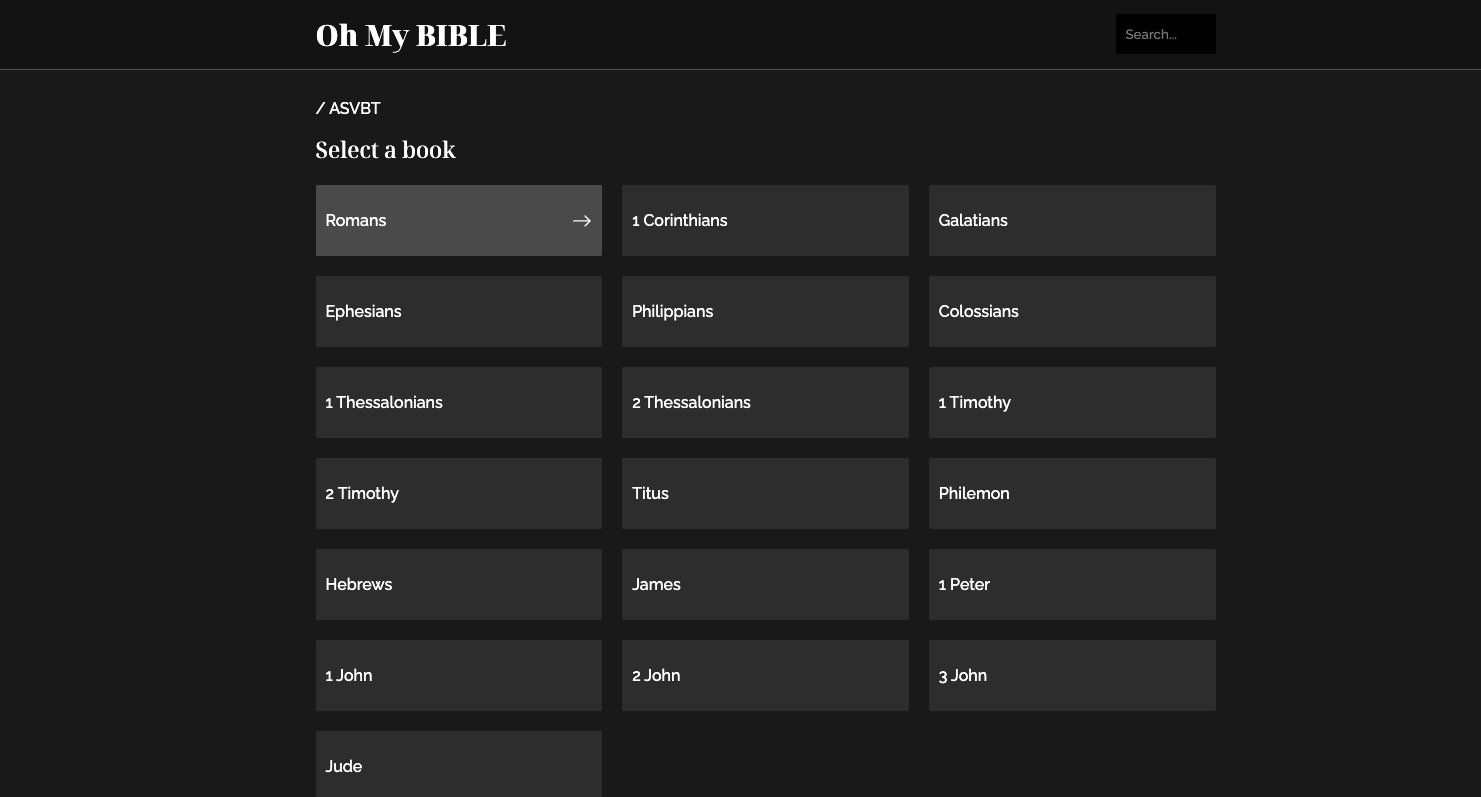 Oh My BIBLE
Search...
/ ASVBT
Select a book
Romans
1 Corinthians
Galatians
Ephesians
Philippians
Colossians
1 Thessalonians
2 Thessalonians
1 Timothy
2 Timothy
Titus
Philemon
Hebrews
James
1 Peter
1 John
2 John
3 John
Jude